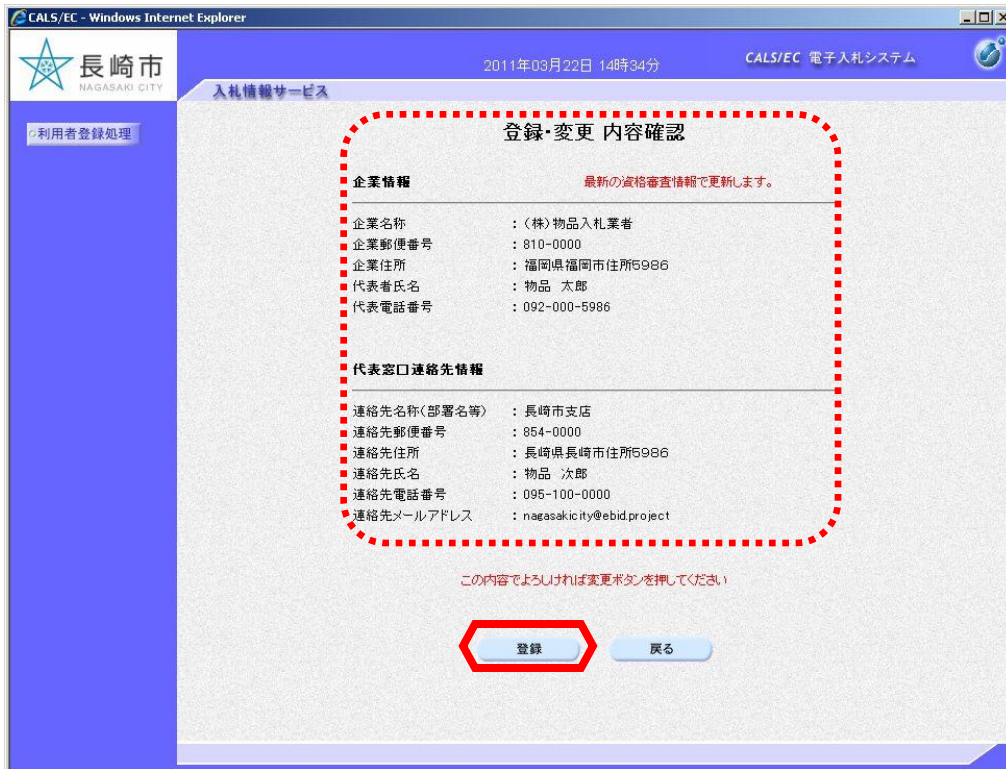 CALS/EC - Windows Internet Explorer
長崎市
NAGASAKI CITY
2011年03月22日 14時34分
CALS/EC 電子入札システム
入札情報サービス
利用者登録処理
登録・変更 内容確認
企業情報 最新の資格審査情報で更新します。
企業名称 : (株)物品入札業者
企業郵便番号 : 810-0000
企業住所 : 福岡県福岡市住所5986
代表者氏名 : 物品 太郎
代表電話番号 : 092-000-5986
代表窓口連絡先情報
連絡先名称(部署名等) : 長崎市支店
連絡先郵便番号 : 854-0000
連絡先住所 : 長崎県長崎市住所5986
連絡先氏名 : 物品 次郎
連絡先電話番号 : 095-100-0000
連絡先メールアドレス : nagasakicity@ebid.project
この内容でよろしければ変更ボタンを押してください
登録 戻る